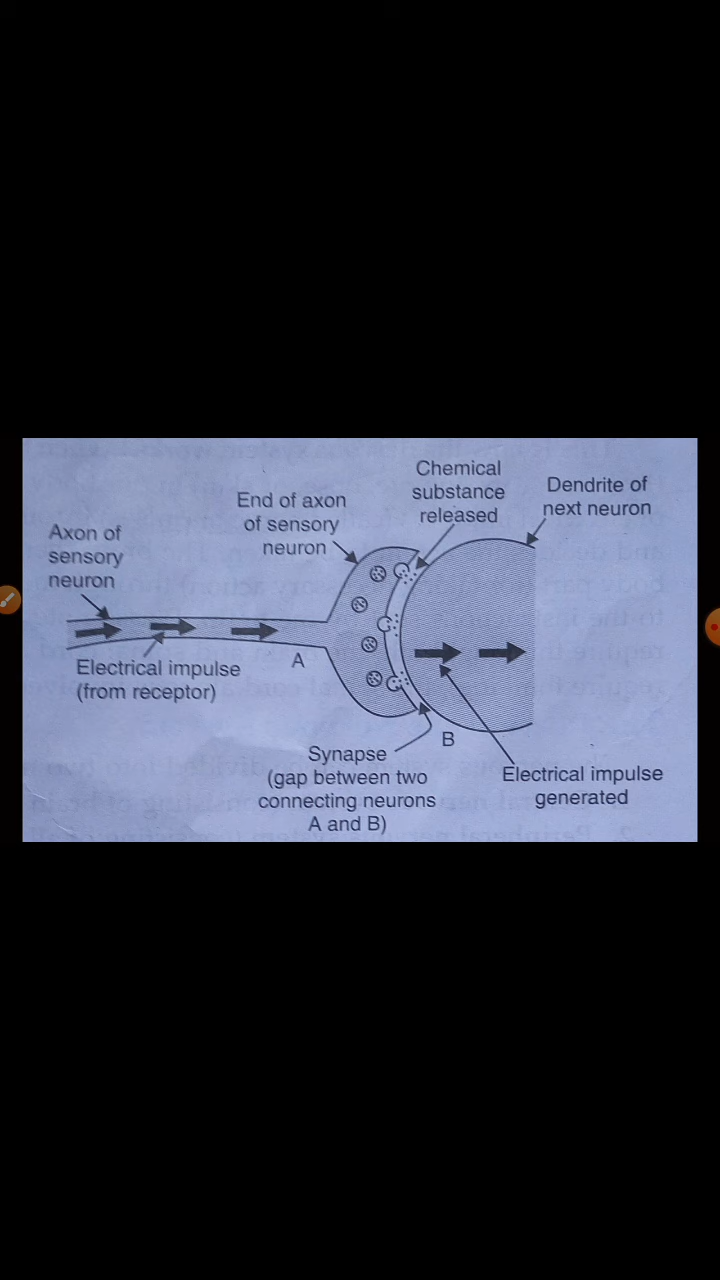 Chemical
substance
released
Dendrite of
next neuron
End of axon
of sensory
neuron
Axon of
sensory
neuron
A
Electrical impulse
(from receptor)
B
Synapse
(gap between two
connecting neurons
A and B)
Electrical impulse
generated